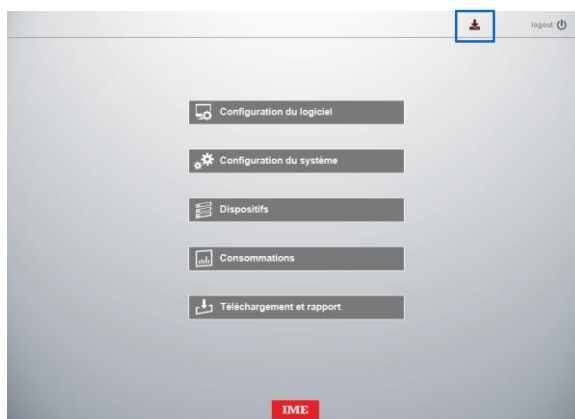 logout
Configuration du logiciel
Configuration du système
Dispositifs
Consommations
Téléchargement et rapport
IME